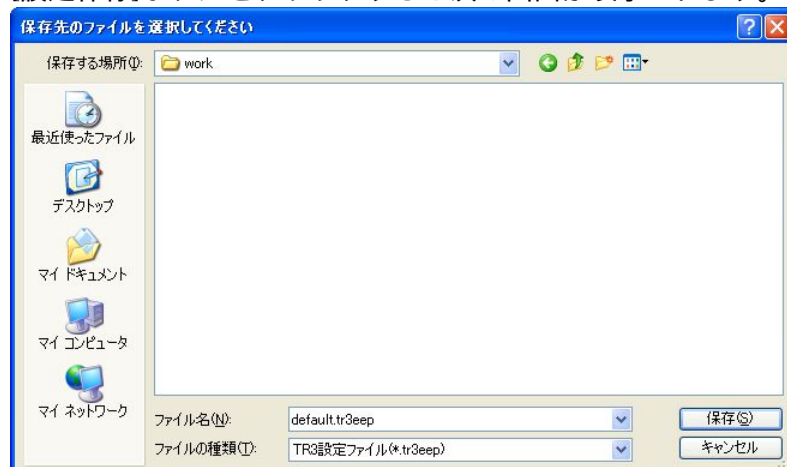 保存先のファイルを選択してください
保存する場所(I):
work
最近使ったファイル
デスクトップ
マイ ドキュメント
マイ コンピュータ
マイ ネットワーク
ファイル名(N):
default.tr3eep
保存(S)
ファイルの種類(T):
TR3設定ファイル(*.tr3eep)
キャンセル